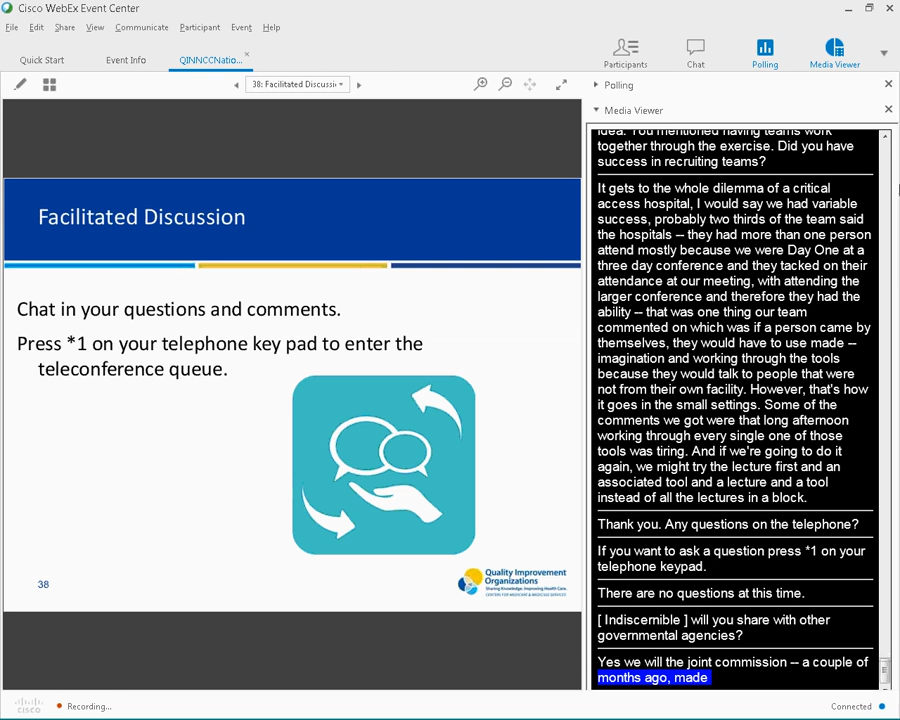 Cisco WebEx Event Center
File Edit Share View Communicate Participant Event Help
Quick Start Event Info QINNCCNatio... Participants Chat Polling Media Viewer
38: Facilitated Discussi
Polling
Media Viewer
Facilitated Discussion
Chat in your questions and comments.
Press *1 on your telephone key pad to enter the
teleconference queue.
38
Quality Improvement
Organizations
Sharing Knowledge. Improving Health Care.
CENTERS FOR MEDICARE & MEDICAID SERVICES
idea. You mentioned having teams work
together through the exercise. Did you have
success in recruiting teams?
It gets to the whole dilemma of a critical
access hospital, I would say we had variable
success, probably two thirds of the team said
the hospitals -- they had more than one person
attend mostly because we were Day One at a
three day conference and they tacked on their
attendance at our meeting, with attending the
larger conference and therefore they had the
ability -- that was one thing our team
commented on which was if a person came by
themselves, they would have to use made --
imagination and working through the tools
because they would talk to people that were
not from their own facility. However, that's how
it goes in the small settings. Some of the
comments we got were that long afternoon
working through every single one of those
tools was tiring. And if we're going to do it
again, we might try the lecture first and an
associated tool and a lecture and a tool
instead of all the lectures in a block.
Thank you. Any questions on the telephone?
If you want to ask a question press *1 on your
telephone keypad.
There are no questions at this time.
[ Indiscernible ] will you share with other
governmental agencies?
Yes we will the joint commission -- a couple of
months ago, made
cisco
Recording...
Connected